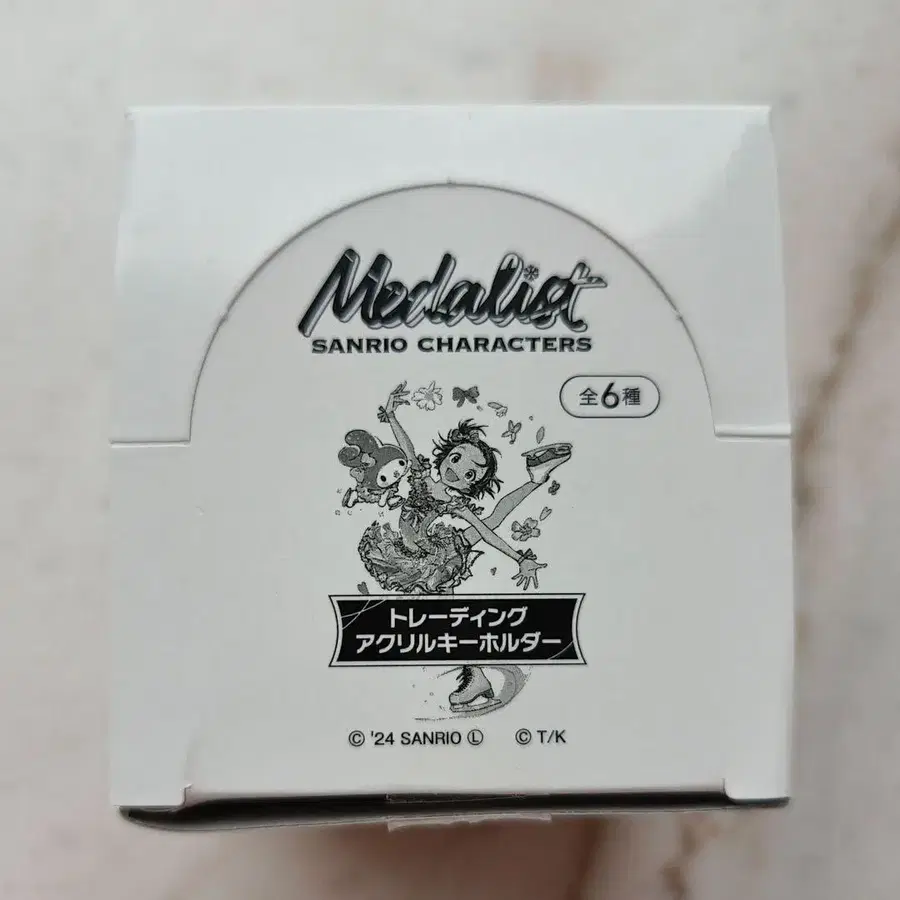 Medalist
SANRIO CHARACTERS
全6種
トレーディング
アクリルキーホルダー
© '24 SANRIO Ⓛ © T/K